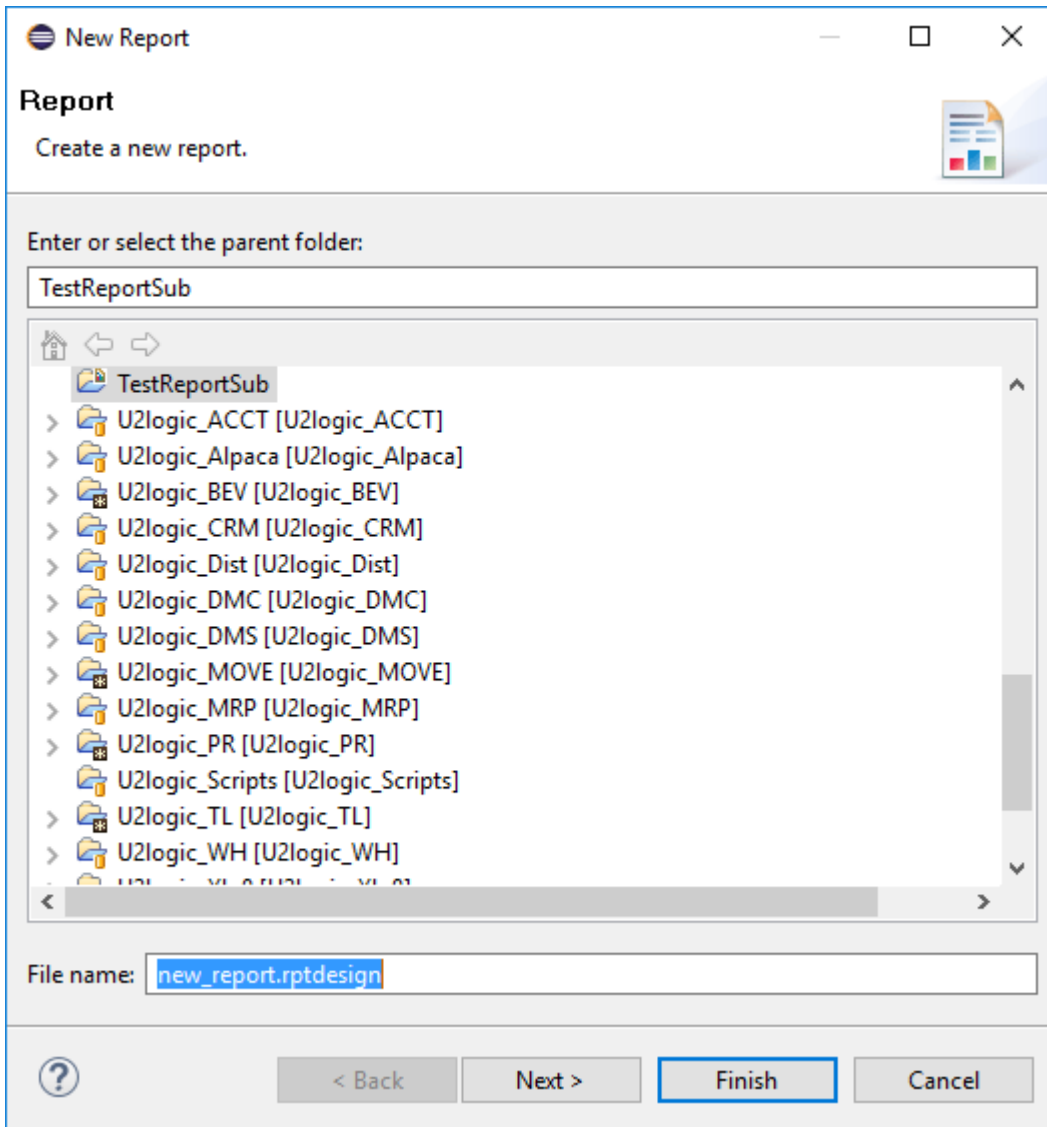 New Report
Report
Create a new report.
Enter or select the parent folder:
TestReportSub
TestReportSub
U2logic_ACCT [U2logic_ACCT]
U2logic_Alpaca [U2logic_Alpaca]
U2logic_BEV [U2logic_BEV]
U2logic_CRM [U2logic_CRM]
U2logic_Dist [U2logic_Dist]
U2logic_DMC [U2logic_DMC]
U2logic_DMS [U2logic_DMS]
U2logic_MOVE [U2logic_MOVE]
U2logic_MRP [U2logic_MRP]
U2logic_PR [U2logic_PR]
U2logic_Scripts [U2logic_Scripts]
U2logic_TL [U2logic_TL]
U2logic_WH [U2logic_WH]
File name: new_report.rptdesign
? < Back Next > Finish Cancel